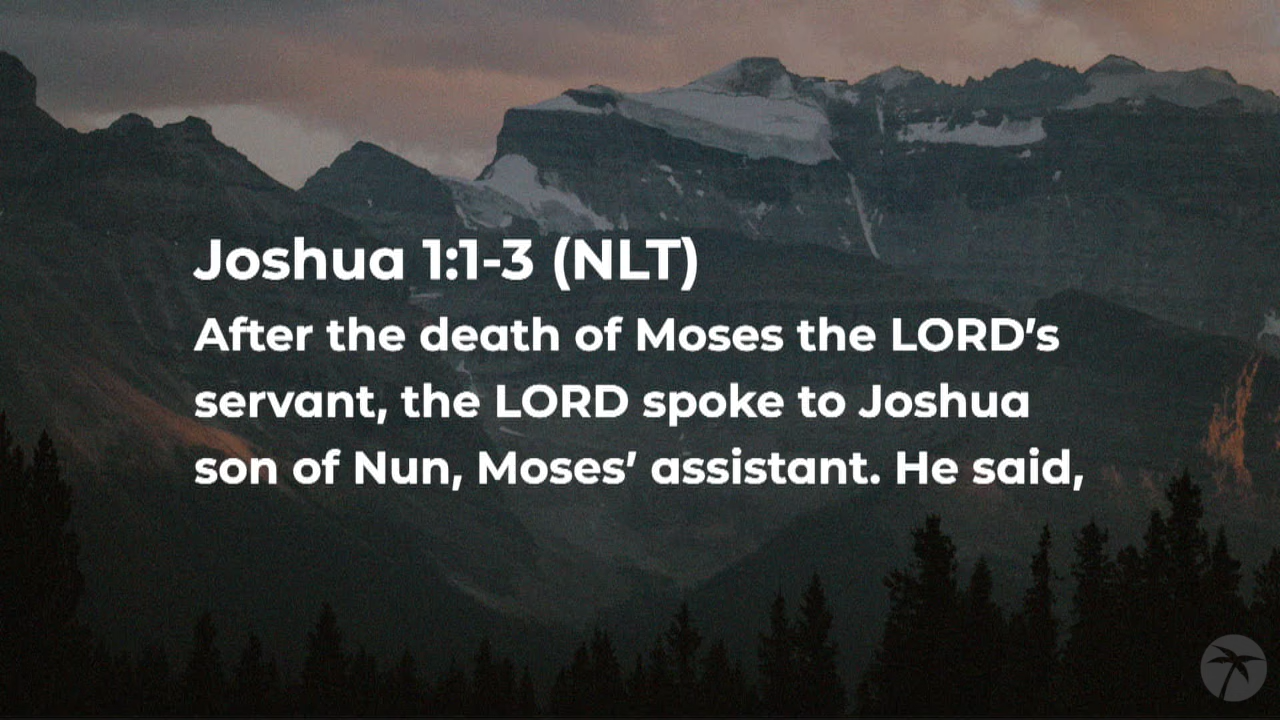 Joshua 1:1-3 (NLT)
After the death of Moses the LORD’s
servant, the LORD spoke to Joshua
son of Nun, Moses’ assistant. He said,